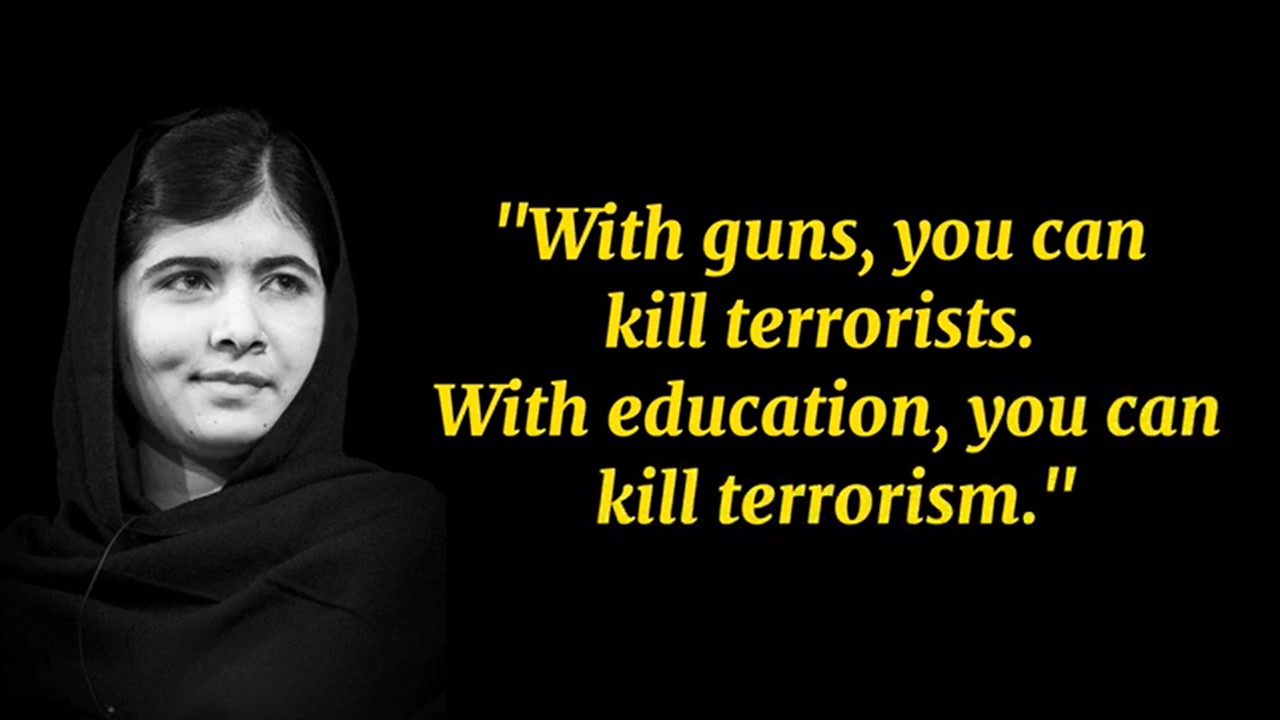 "With guns, you can
kill terrorists.
With education, you can
kill terrorism."